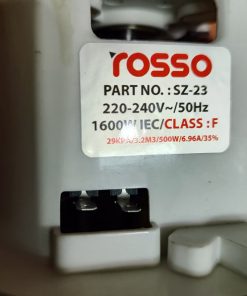 rosso
PART NO. : SZ-23
220-240V~/50Hz
1600W IEC/CLASS : F
29KPA/3.2M3/500W/6.96A/35%